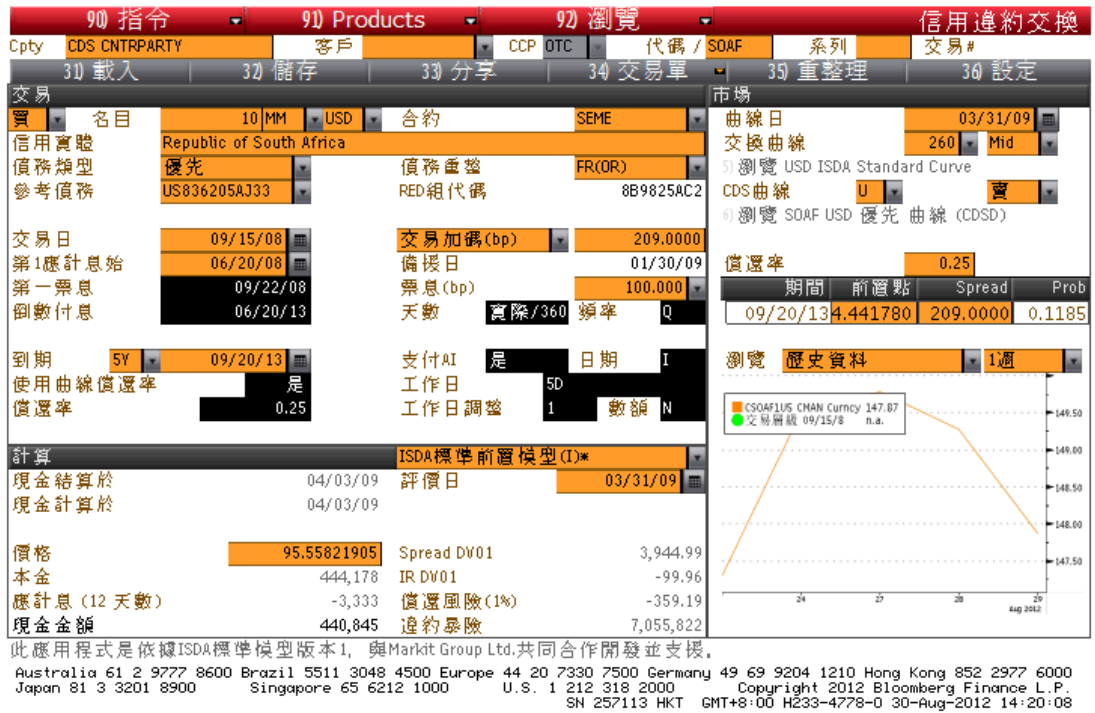 90) 指令 91) Products 92) 瀏覽 信用違約交換
Cpty CDS CNTRPARTY 客戶 CCP OTC 代碼 / SOAF 系列 交易#
31) 載入 32) 儲存 33) 分享 34) 交易單 35) 重整理 36) 設定
交易 市場
買 名目 10 MM USD 合約 SEME 曲線日 03/31/09
信用實體 Republic of South Africa 交換曲線 260 Mid
債務類型 優先 債務重整 FR(OR) 5) 瀏覽 USD ISDA Standard Curve
參考債務 US836205AJ33 RED組代碼 8B9825AC2 CDS曲線 U 賣
6) 瀏覽 SOAF USD 優先 曲線 (CDSD)
交易日 09/15/08 交易加碼(bp) 209.0000
第1應計息始 06/20/08 備援日 01/30/09 償還率 0.25
第一票息 09/22/08 票息(bp) 100.000 期間 前置點 Spread Prob
倒數付息 06/20/13 天數 實際/360 頻率 Q 09/20/13 4.441780 209.0000 0.1185
到期 5Y 09/20/13 支付AI 是 日期 I 瀏覽 歷史資料 1週
使用曲線償還率 是 工作日 5D
償還率 0.25 工作日調整 1 數額 N
CSOAF1U5 CMAN Curncy 147.87
交易層級 09/15/8 n.a.
149.50
149.00
148.50
148.00
147.50
24 27 28 29
Aug 2012
計算 ISDA標準前置模型(I)*
現金結算於 04/03/09 評價日 03/31/09
現金計算於 04/03/09
價格 95.55821905 Spread DV01 3,944.99
本金 444,178 IR DV01 -99.96
應計息 (12 天數) -3,333 償還風險(1%) -359.19
現金金額 440,845 違約暴險 7,055,822
此應用程式是依據ISDA標準模型版本1, 與Markit Group Ltd.共同合作開發並支援.
Australia 61 2 9777 8600 Brazil 5511 3048 4500 Europe 44 20 7330 7500 Germany 49 69 9204 1210 Hong Kong 852 2977 6000
Japan 81 3 3201 8900 Singapore 65 6212 1000 U.S. 1 212 318 2000 Copyright 2012 Bloomberg Finance L.P.
SN 257113 HKT GMT+8:00 H233-4778-0 30-Aug-2012 14:20:08